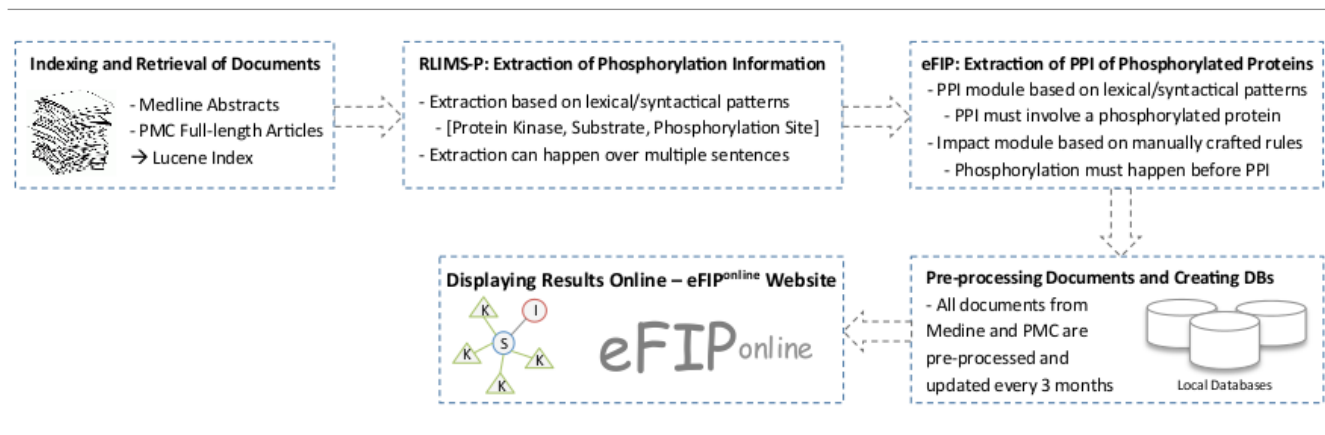 Indexing and Retrieval of Documents
- Medline Abstracts
- PMC Full-length Articles
→ Lucene Index
RLIMS-P: Extraction of Phosphorylation Information
- Extraction based on lexical/syntactical patterns
- [Protein Kinase, Substrate, Phosphorylation Site]
- Extraction can happen over multiple sentences
eFIP: Extraction of PPI of Phosphorylated Proteins
- PPI module based on lexical/syntactical patterns
- PPI must involve a phosphorylated protein
- Impact module based on manually crafted rules
- Phosphorylation must happen before PPI
Pre-processing Documents and Creating DBs
- All documents from
Medine and PMC are
pre-processed and
updated every 3 months
Local Databases
Displaying Results Online – eFIPonline Website
K
I
S
K
K
K
eFIP online